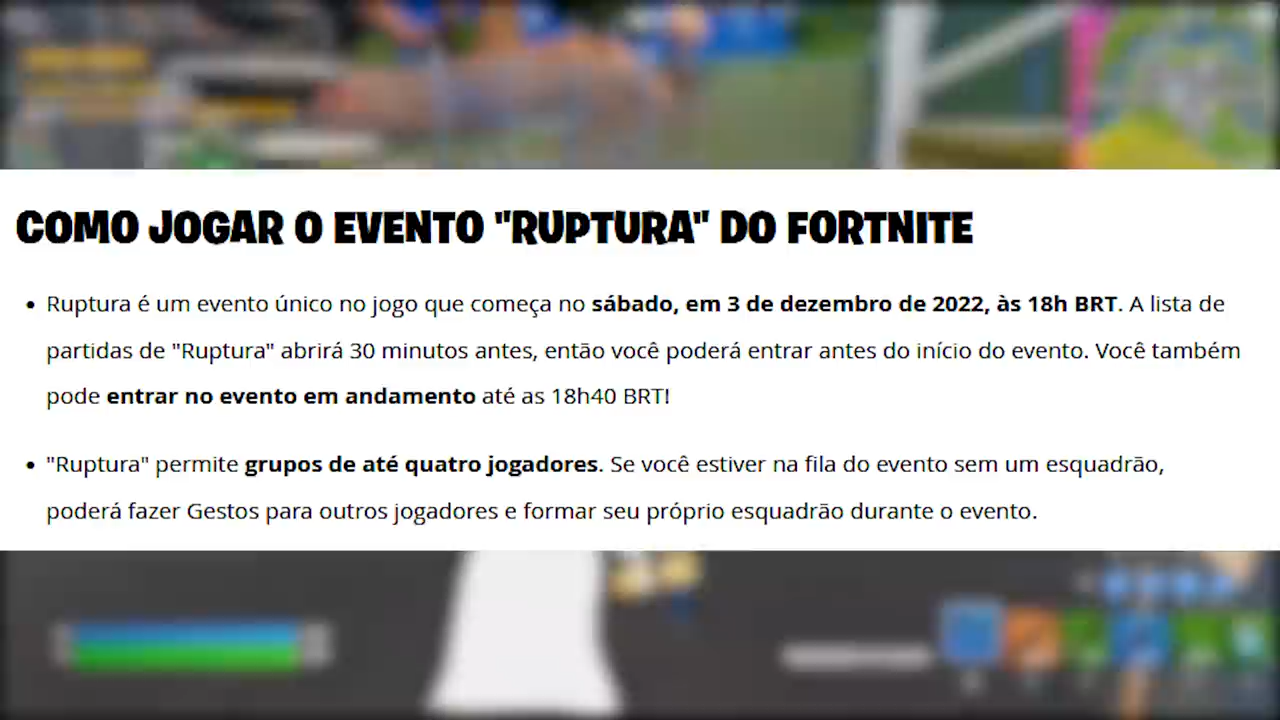 COMO JOGAR O EVENTO "RUPTURA" DO FORTNITE
• Ruptura é um evento único no jogo que começa no sábado, em 3 de dezembro de 2022, às 18h BRT. A lista de
partidas de "Ruptura" abrirá 30 minutos antes, então você poderá entrar antes do início do evento. Você também
pode entrar no evento em andamento até as 18h40 BRT!
• "Ruptura" permite grupos de até quatro jogadores. Se você estiver na fila do evento sem um esquadrão,
poderá fazer Gestos para outros jogadores e formar seu próprio esquadrão durante o evento.